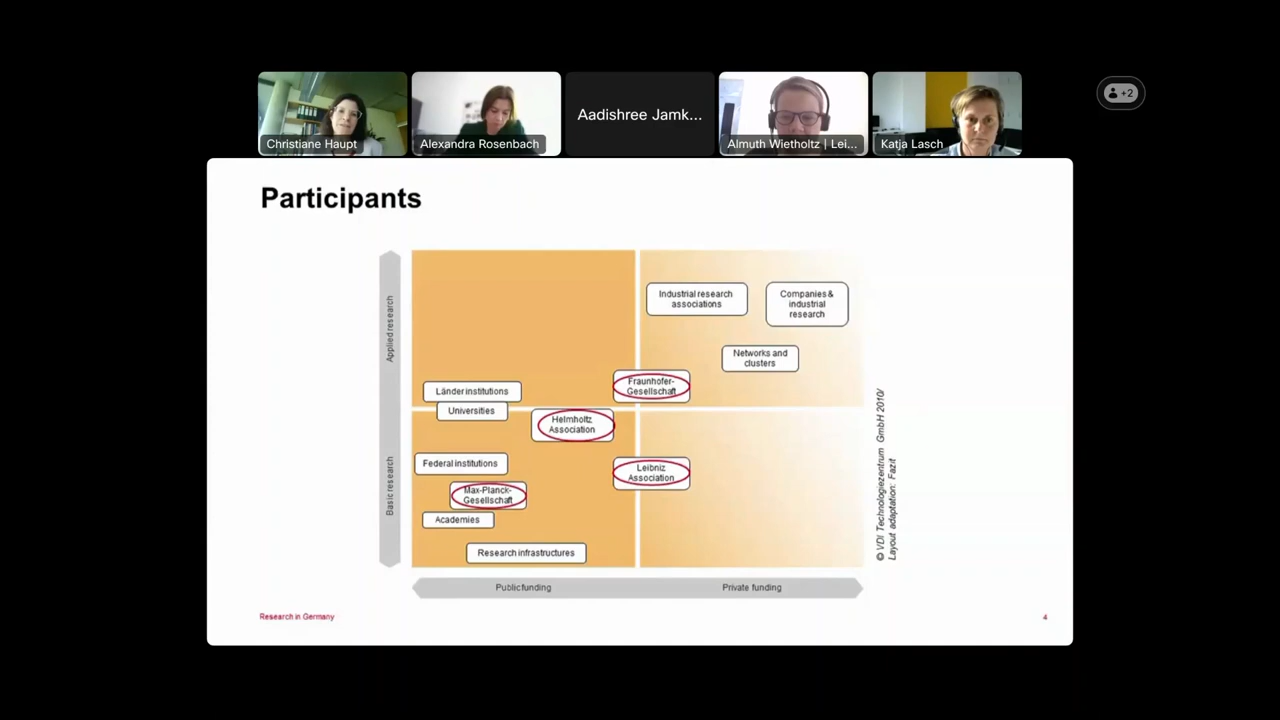 +2
Aadishree Jamk...
Christiane Haupt
Alexandra Rosenbach
Almuth Wietholtz | Lei...
Katja Lasch
Participants
Applied research
Basic research
Industrial research
associations
Companies &
industrial
research
Networks and
clusters
Fraunhofer-
Gesellschaft
Länder institutions
Universities
Helmholtz
Association
Federal institutions
Leibniz
Association
Max-Planck-
Gesellschaft
Academies
Research infrastructures
Public funding
Private funding
© VDI Technologiezentrum GmbH 2010/
Layout adaptation: Fazit
Research in Germany
4